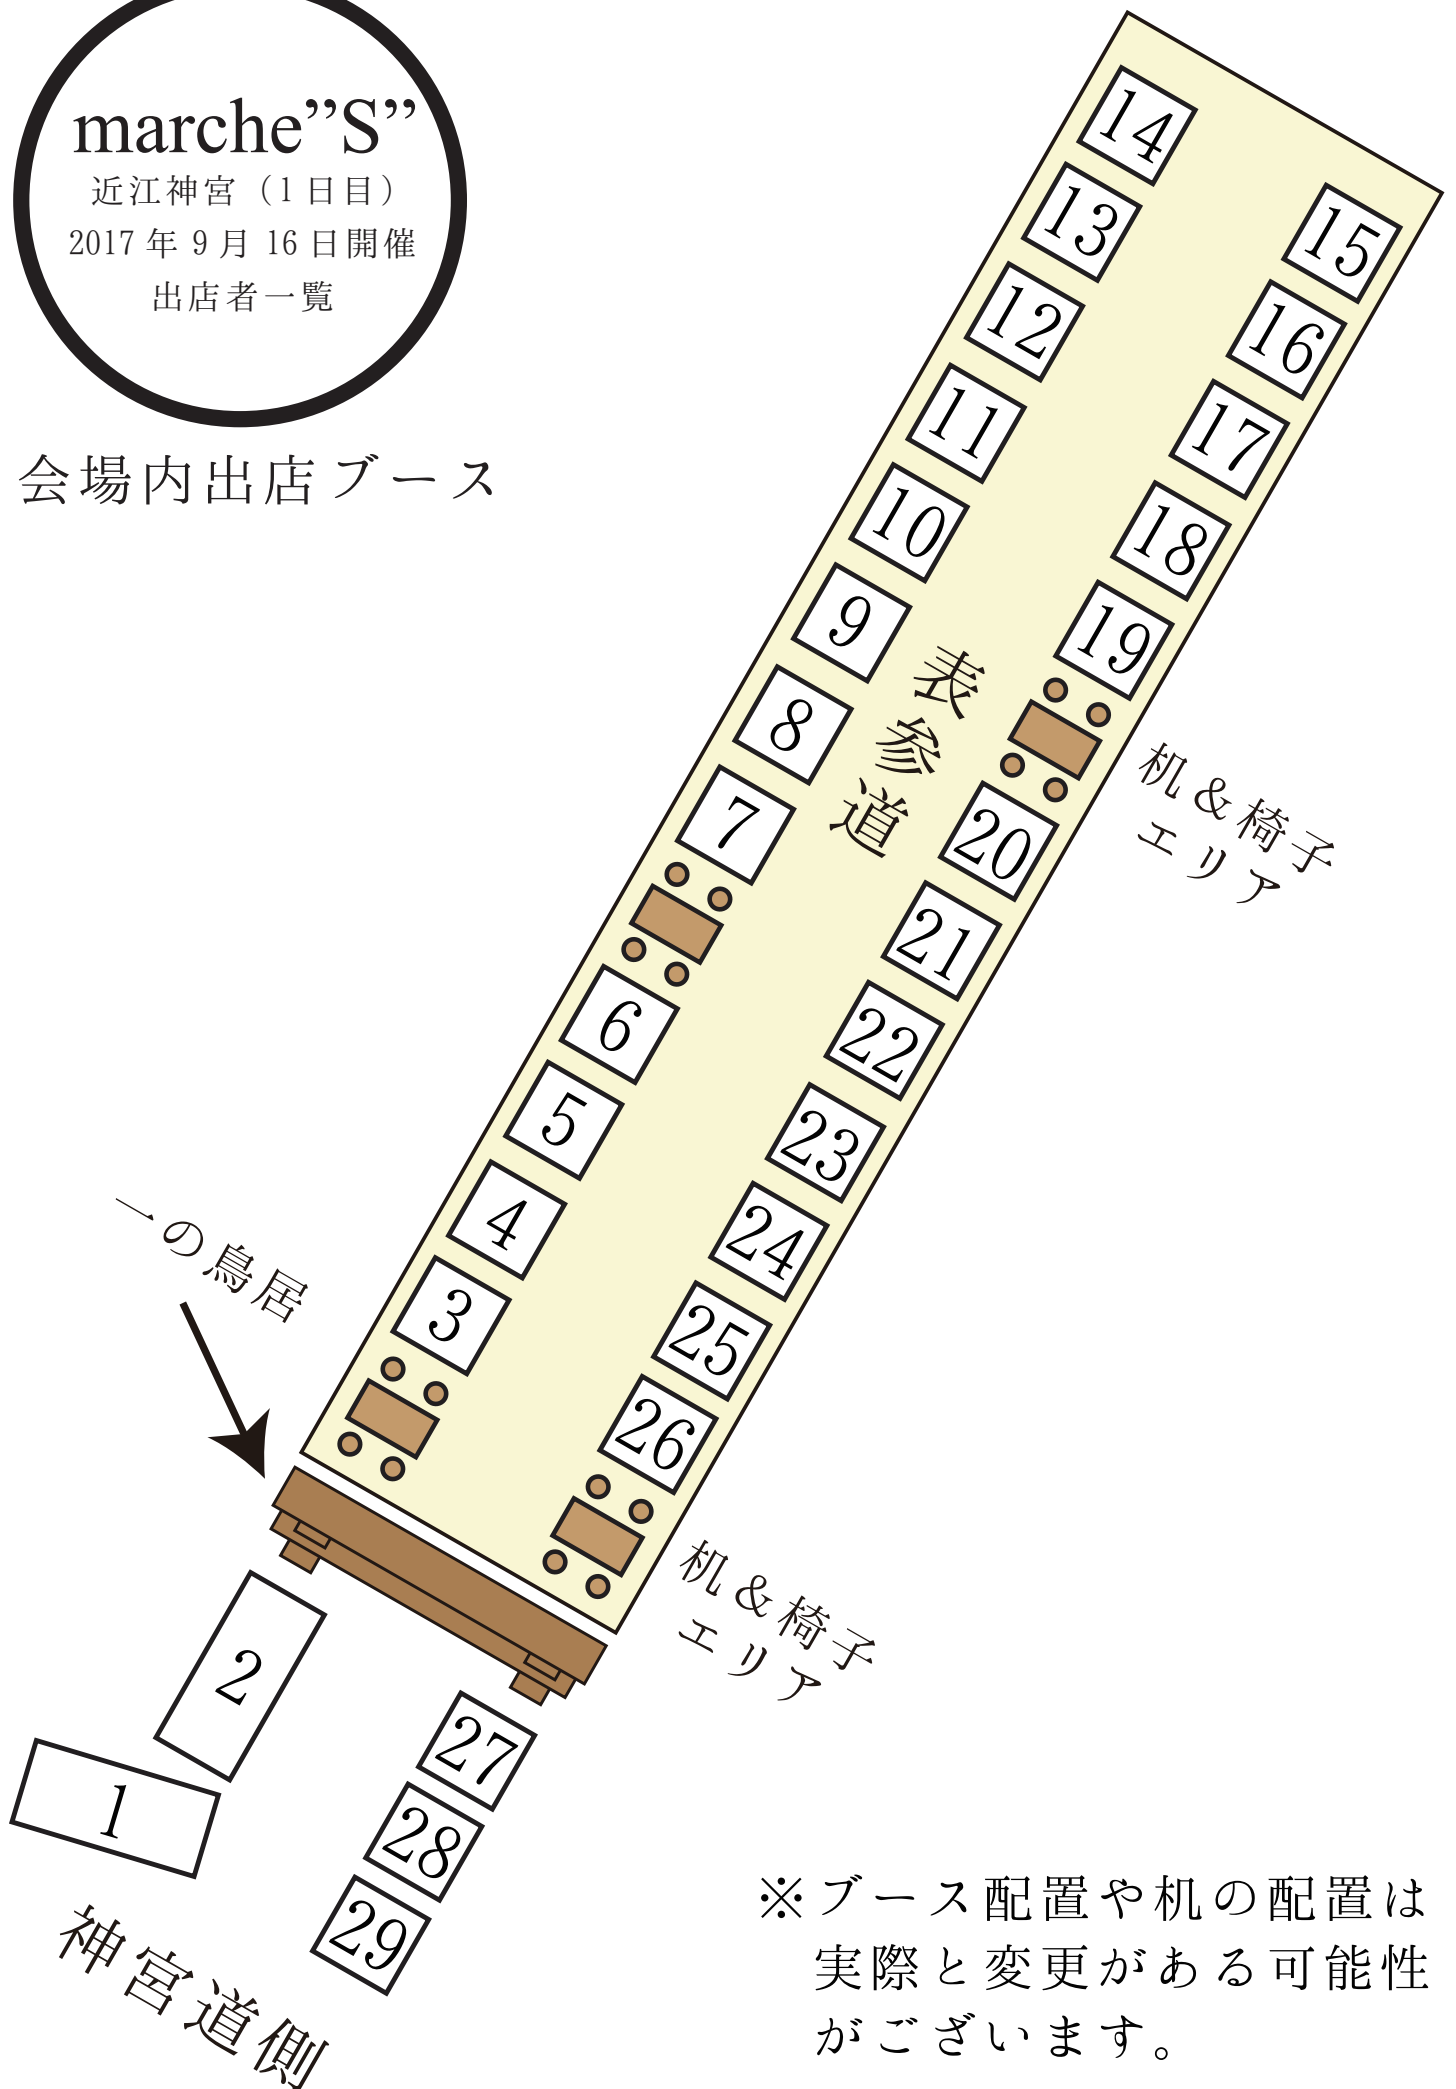 marche”S”
近江神宮（1日目）
2017年9月16日開催
出店者一覧
会場内出店ブース
14
13
12
11
10
9
8
7
6
5
4
3
15
16
17
18
19
20
21
22
23
24
25
26
表参道
机＆椅子
エリア
机＆椅子
エリア
一の鳥居
2
1
27
28
29
神宮道側
※ブース配置や机の配置は
実際と変更がある可能性
がございます。